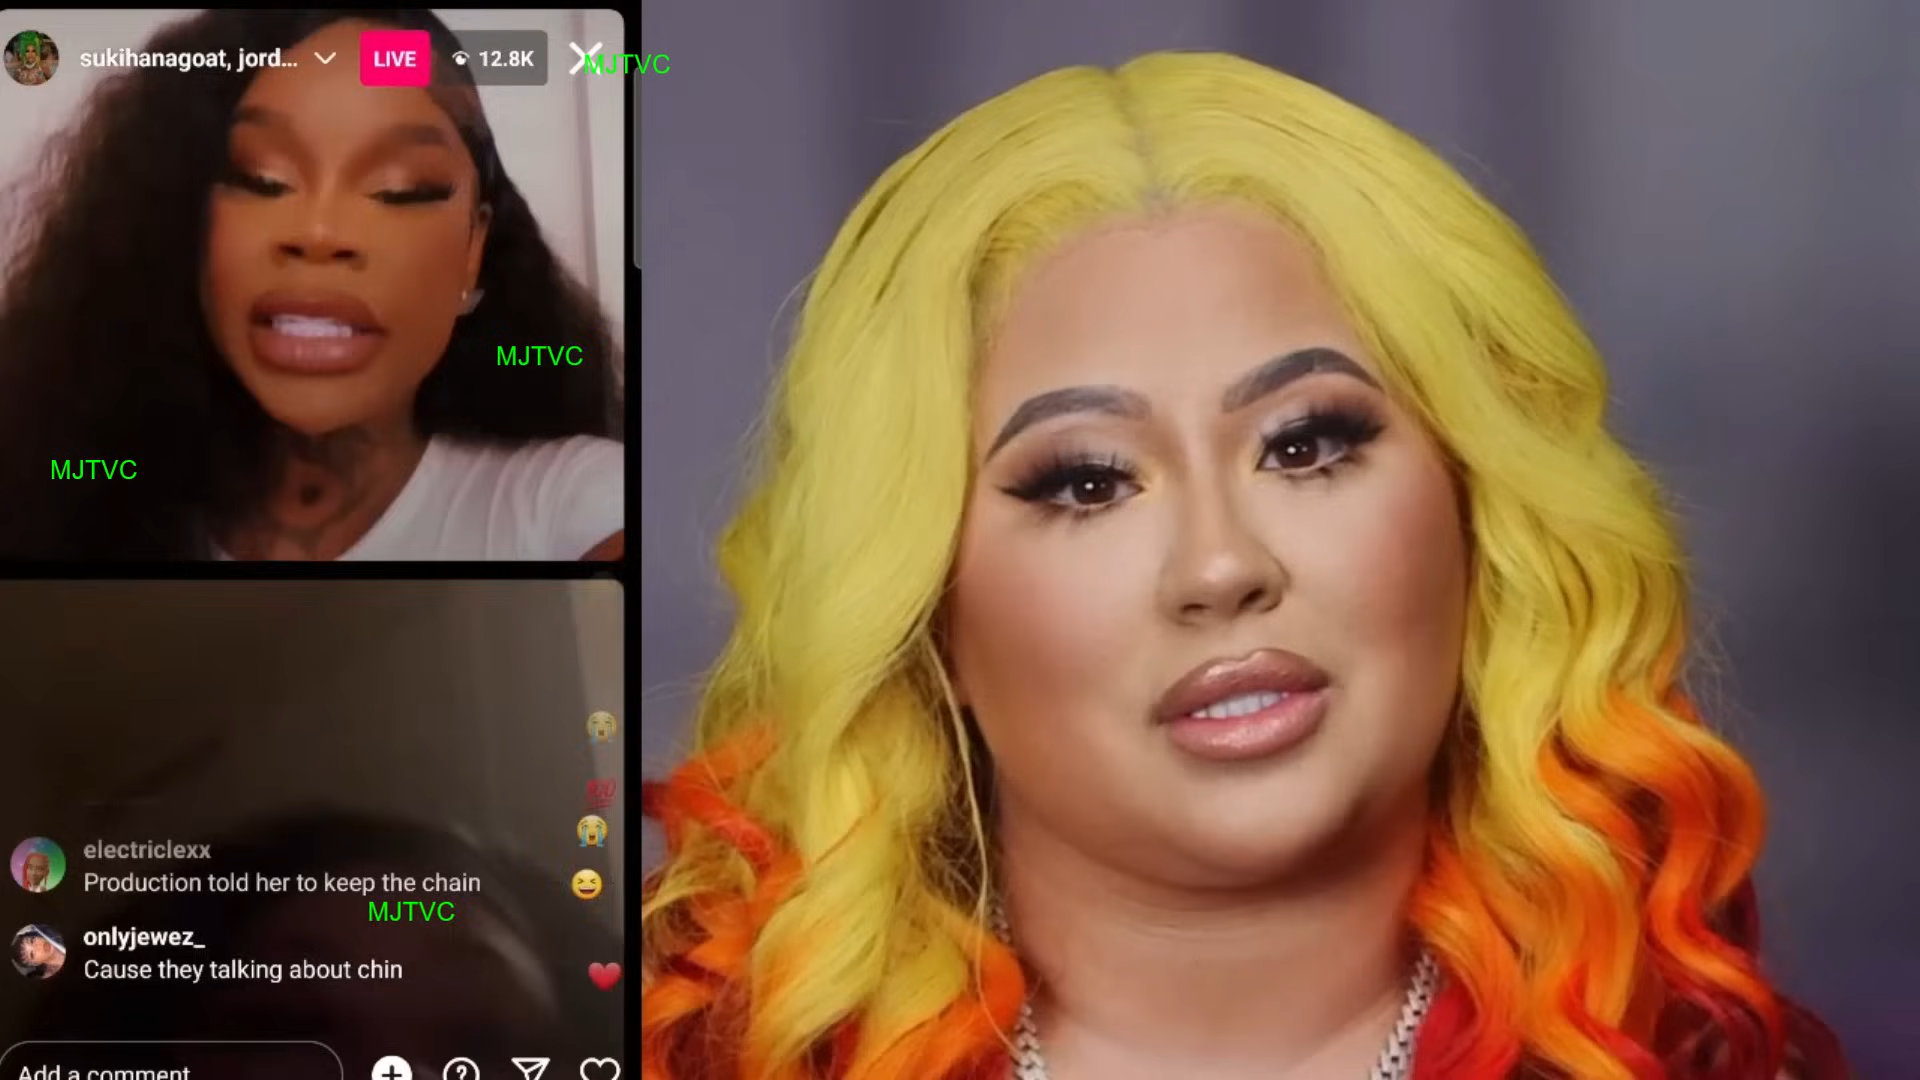 sukihanagoat, jord...
LIVE
12.8K
MJTVC
MJTVC
MJTVC
electriclexx
Production told her to keep the chain
MJTVC
onlyjewez_
Cause they talking about chin
Add a comment